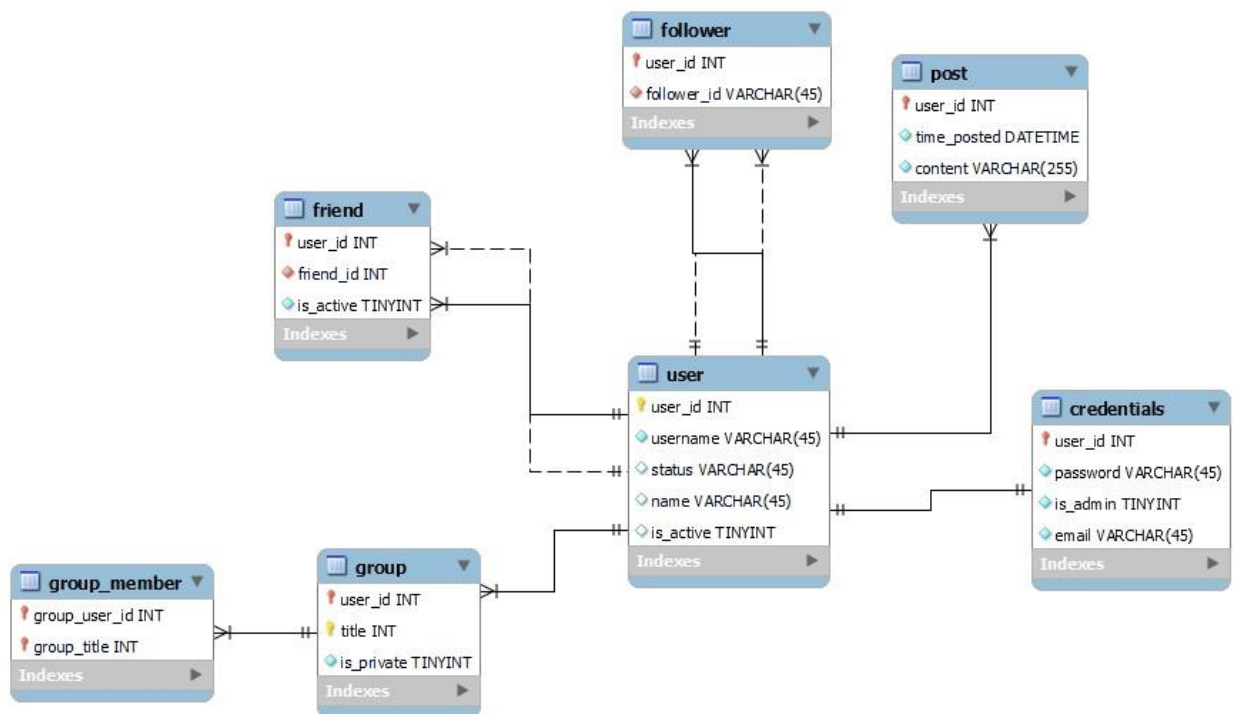 follower
user_id INT
follower_id VARCHAR(45)
Indexes
post
user_id INT
time_posted DATETIME
content VARCHAR(255)
Indexes
friend
user_id INT
friend_id INT
is_active TINYINT
Indexes
user
user_id INT
username VARCHAR(45)
status VARCHAR(45)
name VARCHAR(45)
is_active TINYINT
Indexes
credentials
user_id INT
password VARCHAR(45)
is_admin TINYINT
email VARCHAR(45)
Indexes
group_member
group_user_id INT
group_title INT
Indexes
group
user_id INT
title INT
is_private TINYINT
Indexes